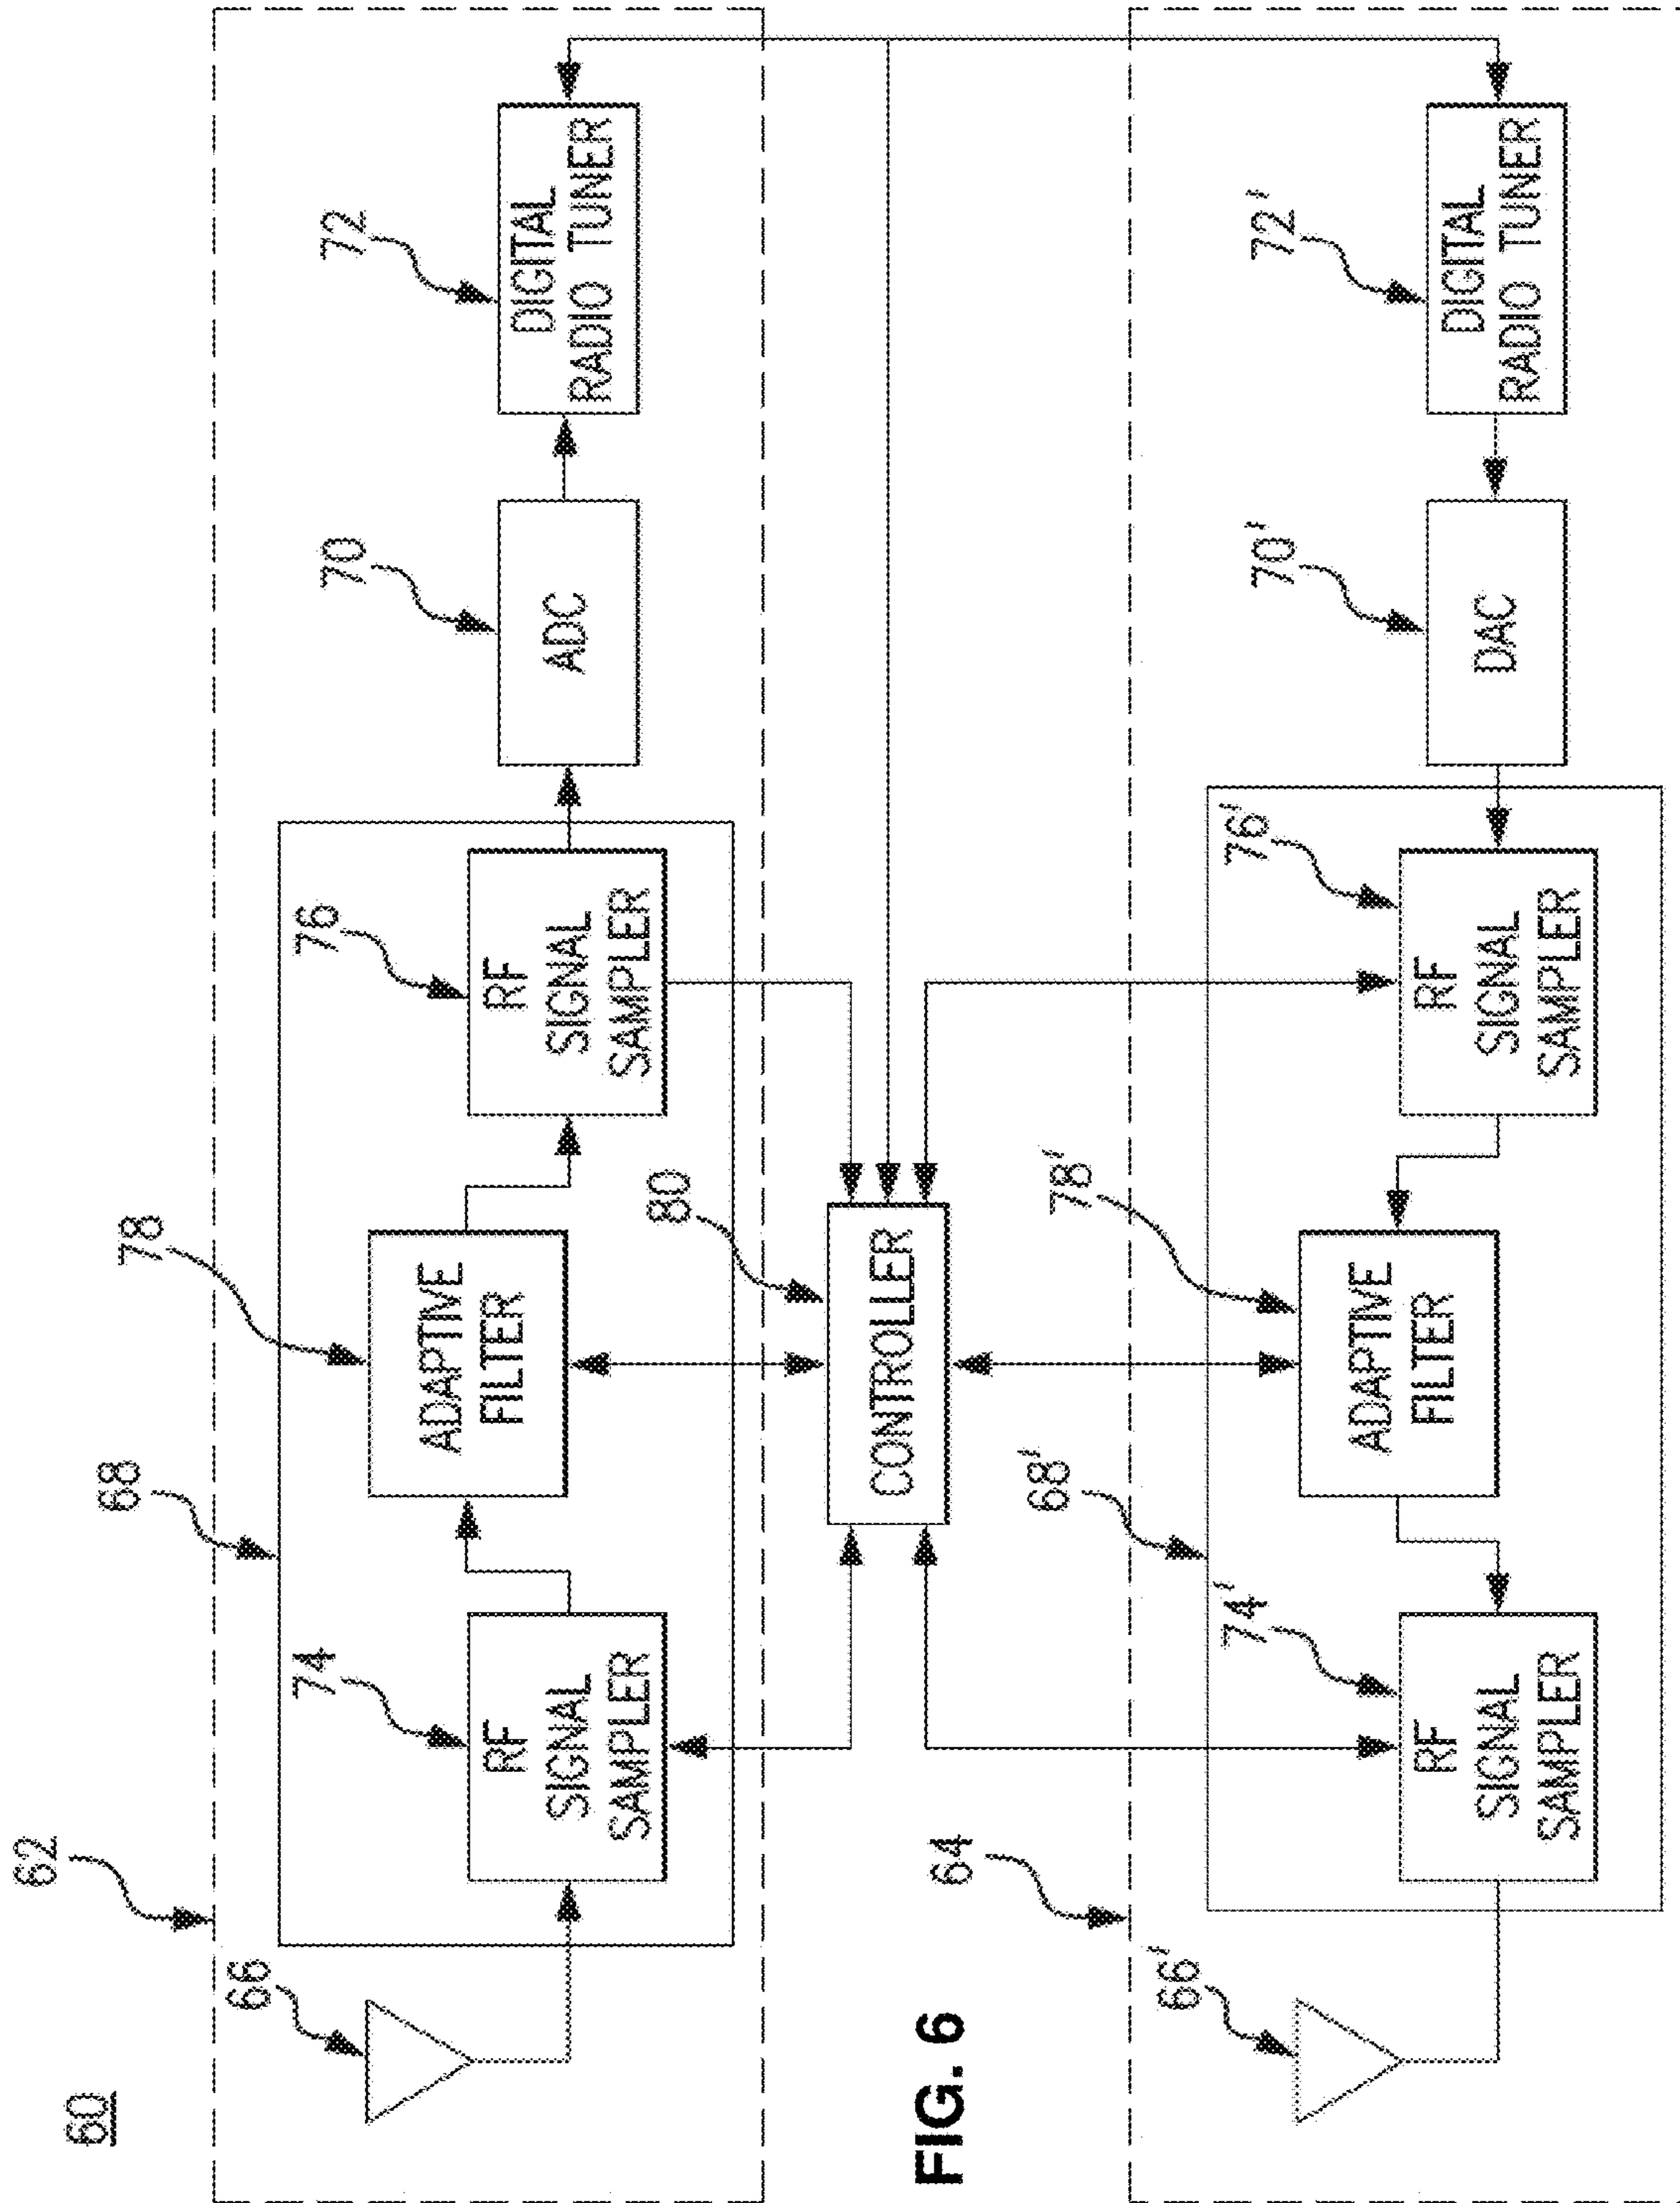 60
62
68
66
74
RF
SIGNAL
SAMPLER
78
ADAPTIVE
FILTER
76
RF
SIGNAL
SAMPLER
70
ADC
72
DIGITAL
RADIO TUNER
80
CONTROLLER
FIG. 6
64
68'
66'
74'
RF
SIGNAL
SAMPLER
78'
ADAPTIVE
FILTER
76'
RF
SIGNAL
SAMPLER
70'
DAC
72'
DIGITAL
RADIO TUNER